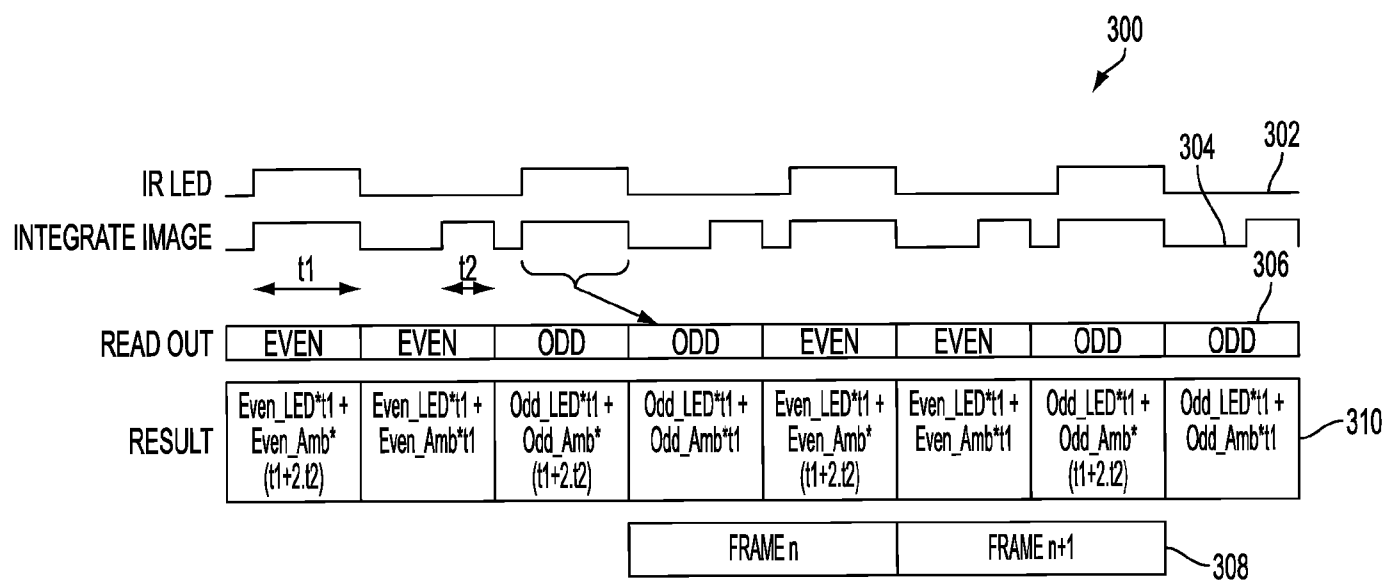 300
302
304
IR LED
INTEGRATE IMAGE
t1
t2
306
READ OUT EVEN EVEN ODD ODD EVEN EVEN ODD ODD
RESULT
Even_LED*t1 +
Even_Amb*
(t1+2.t2)
Even_LED*t1 +
Even_Amb*t1
Odd_LED*t1 +
Odd_Amb*
(t1+2.t2)
Odd_LED*t1 +
Odd_Amb*t1
Even_LED*t1 +
Even_Amb*
(t1+2.t2)
Even_LED*t1 +
Even_Amb*t1
Odd_LED*t1 +
Odd_Amb*
(t1+2.t2)
Odd_LED*t1 +
Odd_Amb*t1
310
FRAME n FRAME n+1
308